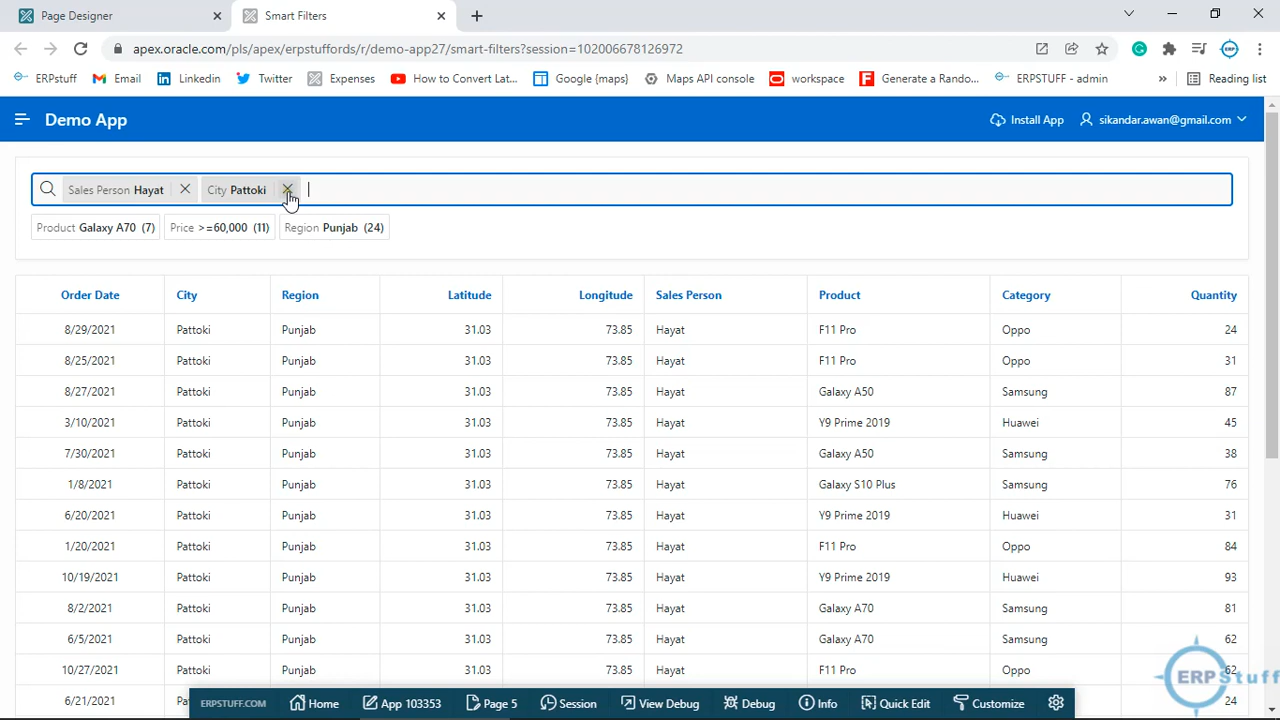 Page Designer
Smart Filters
apex.oracle.com/pls/apex/erpstuffords/r/demo-app27/smart-filters?session=102006678126972
ERPstuff Email Linkedin Twitter Expenses How to Convert Lat... Google (maps) Maps API console workspace Generate a Rando... ERPSTUFF - admin » Reading list
Demo App
Install App sikandar.awan@gmail.com
Sales Person Hayat City Pattoki
Product Galaxy A70 (7) Price >=60,000 (11) Region Punjab (24)
Order Date City Region Latitude Longitude Sales Person Product Category Quantity
8/29/2021 Pattoki Punjab 31.03 73.85 Hayat F11 Pro Oppo 24
8/25/2021 Pattoki Punjab 31.03 73.85 Hayat F11 Pro Oppo 31
8/27/2021 Pattoki Punjab 31.03 73.85 Hayat Galaxy A50 Samsung 87
3/10/2021 Pattoki Punjab 31.03 73.85 Hayat Y9 Prime 2019 Huawei 45
7/30/2021 Pattoki Punjab 31.03 73.85 Hayat Galaxy A50 Samsung 38
1/8/2021 Pattoki Punjab 31.03 73.85 Hayat Galaxy S10 Plus Samsung 76
6/20/2021 Pattoki Punjab 31.03 73.85 Hayat Y9 Prime 2019 Huawei 31
1/20/2021 Pattoki Punjab 31.03 73.85 Hayat F11 Pro Oppo 84
10/19/2021 Pattoki Punjab 31.03 73.85 Hayat Y9 Prime 2019 Huawei 93
8/2/2021 Pattoki Punjab 31.03 73.85 Hayat Galaxy A70 Samsung 81
6/5/2021 Pattoki Punjab 31.03 73.85 Hayat Galaxy A70 Samsung 62
10/27/2021 Pattoki Punjab 31.03 73.85 Hayat F11 Pro Oppo 62
6/21/2021 24
ERPStuff
ERPSTUFF.COM Home App 103353 Page 5 Session View Debug Debug Info Quick Edit Customize